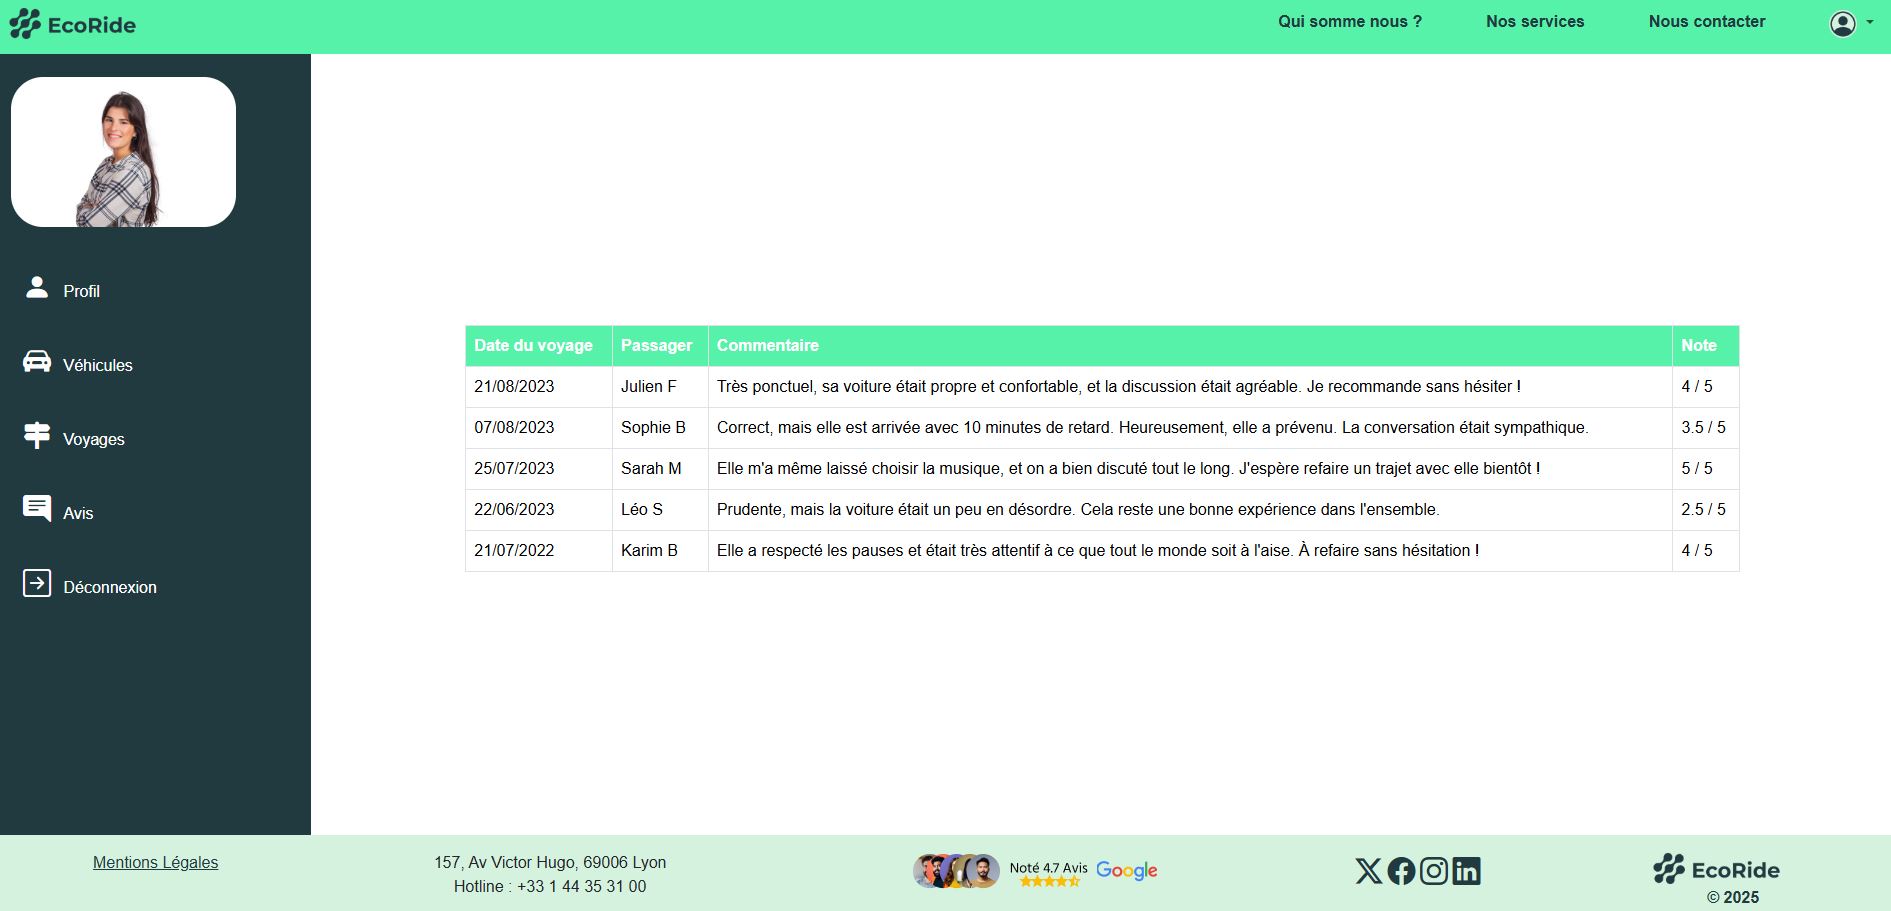 EcoRide
Qui somme nous ?
Nos services
Nous contacter
Profil
Véhicules
Voyages
Avis
Déconnexion
Date du voyage Passager Commentaire Note
21/08/2023 Julien F Très ponctuel, sa voiture était propre et confortable, et la discussion était agréable. Je recommande sans hésiter ! 4 / 5
07/08/2023 Sophie B Correct, mais elle est arrivée avec 10 minutes de retard. Heureusement, elle a prévenu. La conversation était sympathique. 3.5 / 5
25/07/2023 Sarah M Elle m'a même laissé choisir la musique, et on a bien discuté tout le long. J'espère refaire un trajet avec elle bientôt ! 5 / 5
22/06/2023 Léo S Prudente, mais la voiture était un peu en désordre. Cela reste une bonne expérience dans l'ensemble. 2.5 / 5
21/07/2022 Karim B Elle a respecté les pauses et était très attentif à ce que tout le monde soit à l'aise. À refaire sans hésitation ! 4 / 5
Mentions Légales
157, Av Victor Hugo, 69006 Lyon
Hotline : +33 1 44 35 31 00
Noté 4.7 Avis Google
EcoRide
© 2025